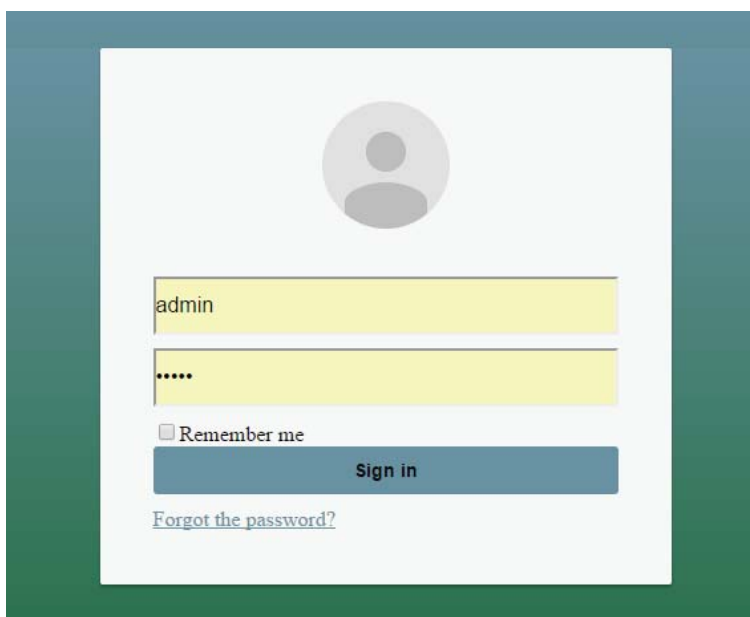 admin
•••••
Remember me
Sign in
Forgot the password?